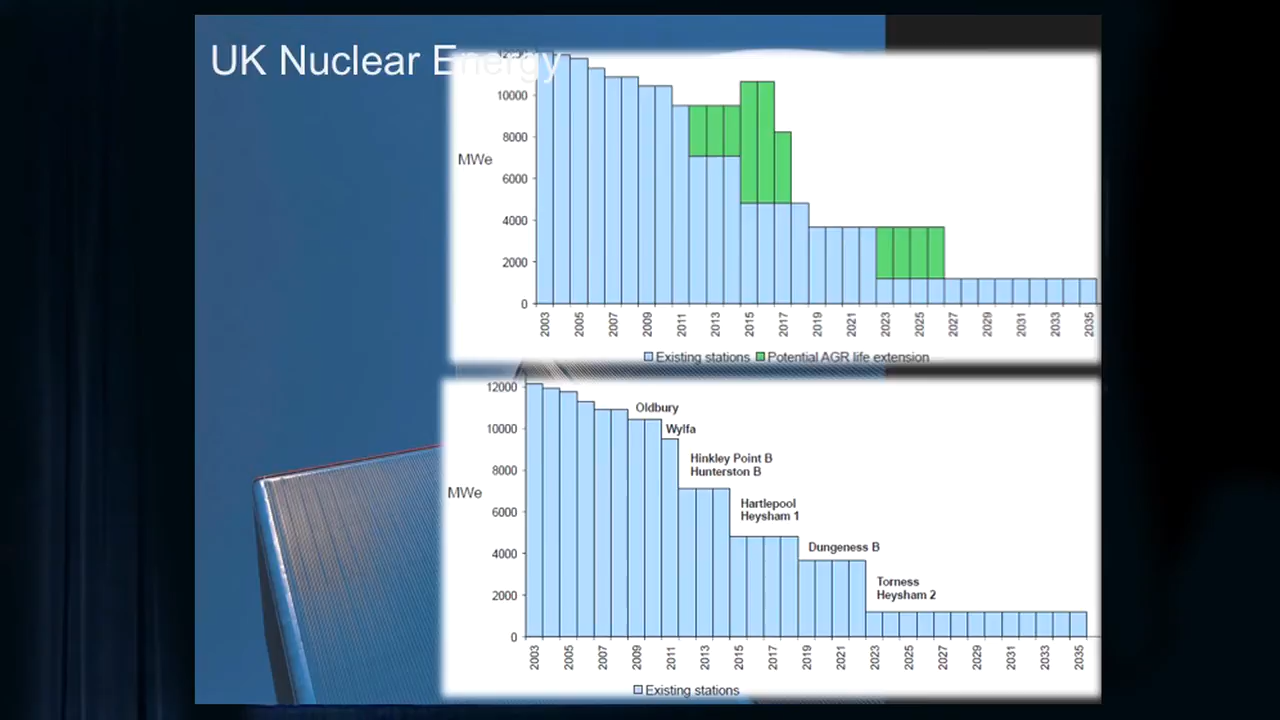 UK Nuclear Energy
12000
10000
8000
MWe
6000
4000
2000
0
2003 2005 2007 2009 2011 2013 2015 2017 2019 2021 2023 2025 2027 2029 2031 2033 2035
Existing stations Potential AGR life extension
12000
Oldbury
10000
Wylfa
Hinkley Point B
8000
Hunterston B
MWe
Hartlepool
6000
Heysham 1
Dungeness B
4000
Torness
2000
Heysham 2
0
2003 2005 2007 2009 2011 2013 2015 2017 2019 2021 2023 2025 2027 2029 2031 2033 2035
Existing stations